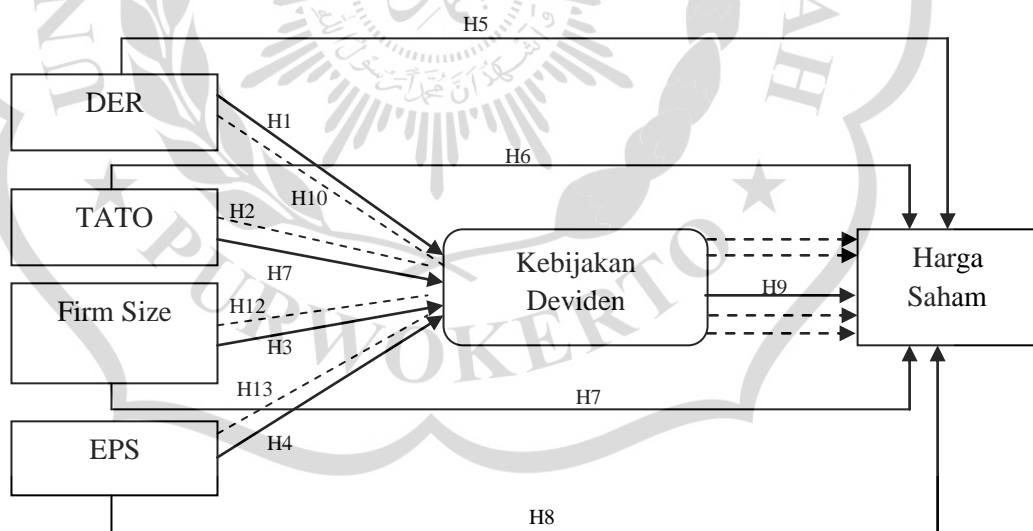 H5
DER
H1
H6
H10
TATO
H2
H7
Kebijakan
Deviden
Harga
Saham
H9
Firm Size
H12
H3
H13
H7
EPS
H4
H8
PURWOKERTO